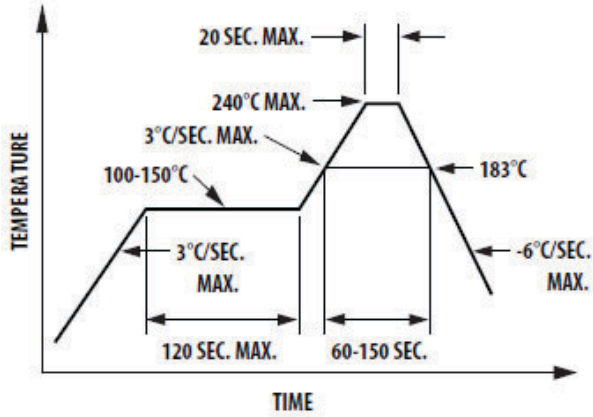 20 SEC. MAX.
240°C MAX.
3°C/SEC. MAX.
183°C
100-150°C
TEMPERATURE
3°C/SEC.
MAX.
-6°C/SEC.
MAX.
120 SEC. MAX.
60-150 SEC.
TIME